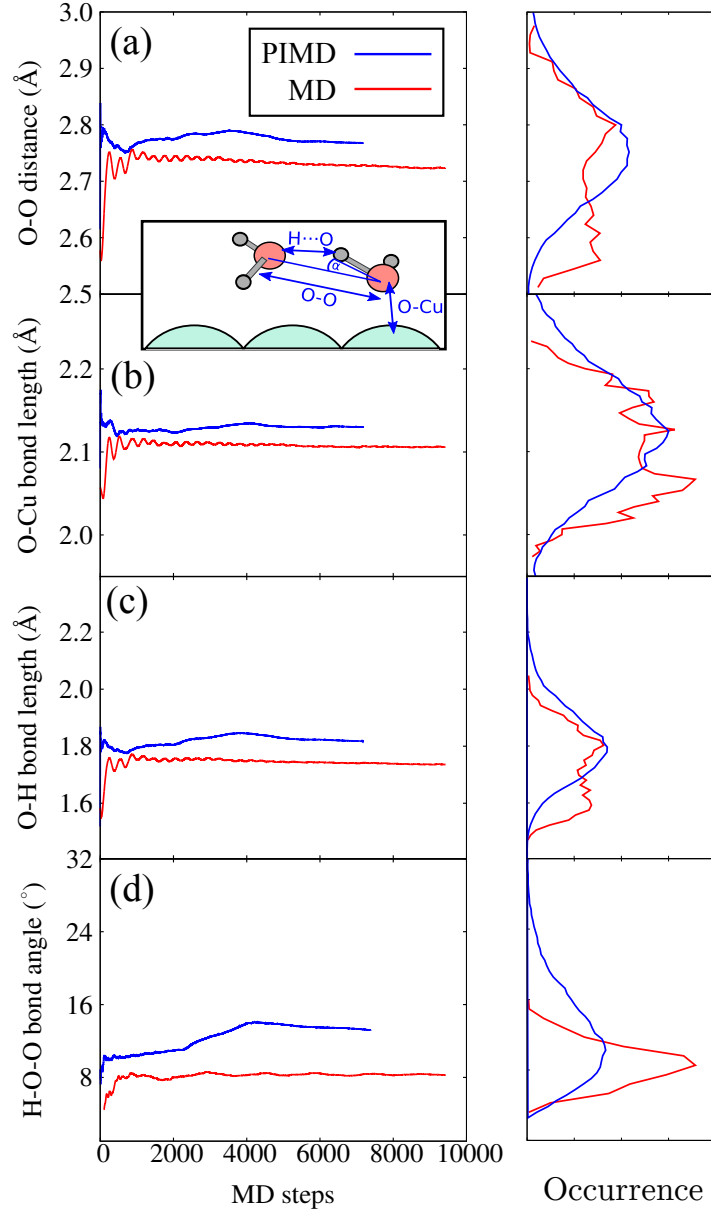 (a)
PIMD
MD
3.0
2.9
2.8
2.7
2.6
2.5
O-O distance (Å)
H···O
α
O-O
O-Cu
(b)
2.2
2.1
2.0
O-Cu bond length (Å)
(c)
2.2
2.0
1.8
1.6
O-H bond length (Å)
(d)
32
24
16
8
H-O-O bond angle (°)
0 2000 4000 6000 8000 10000
MD steps
Occurrence